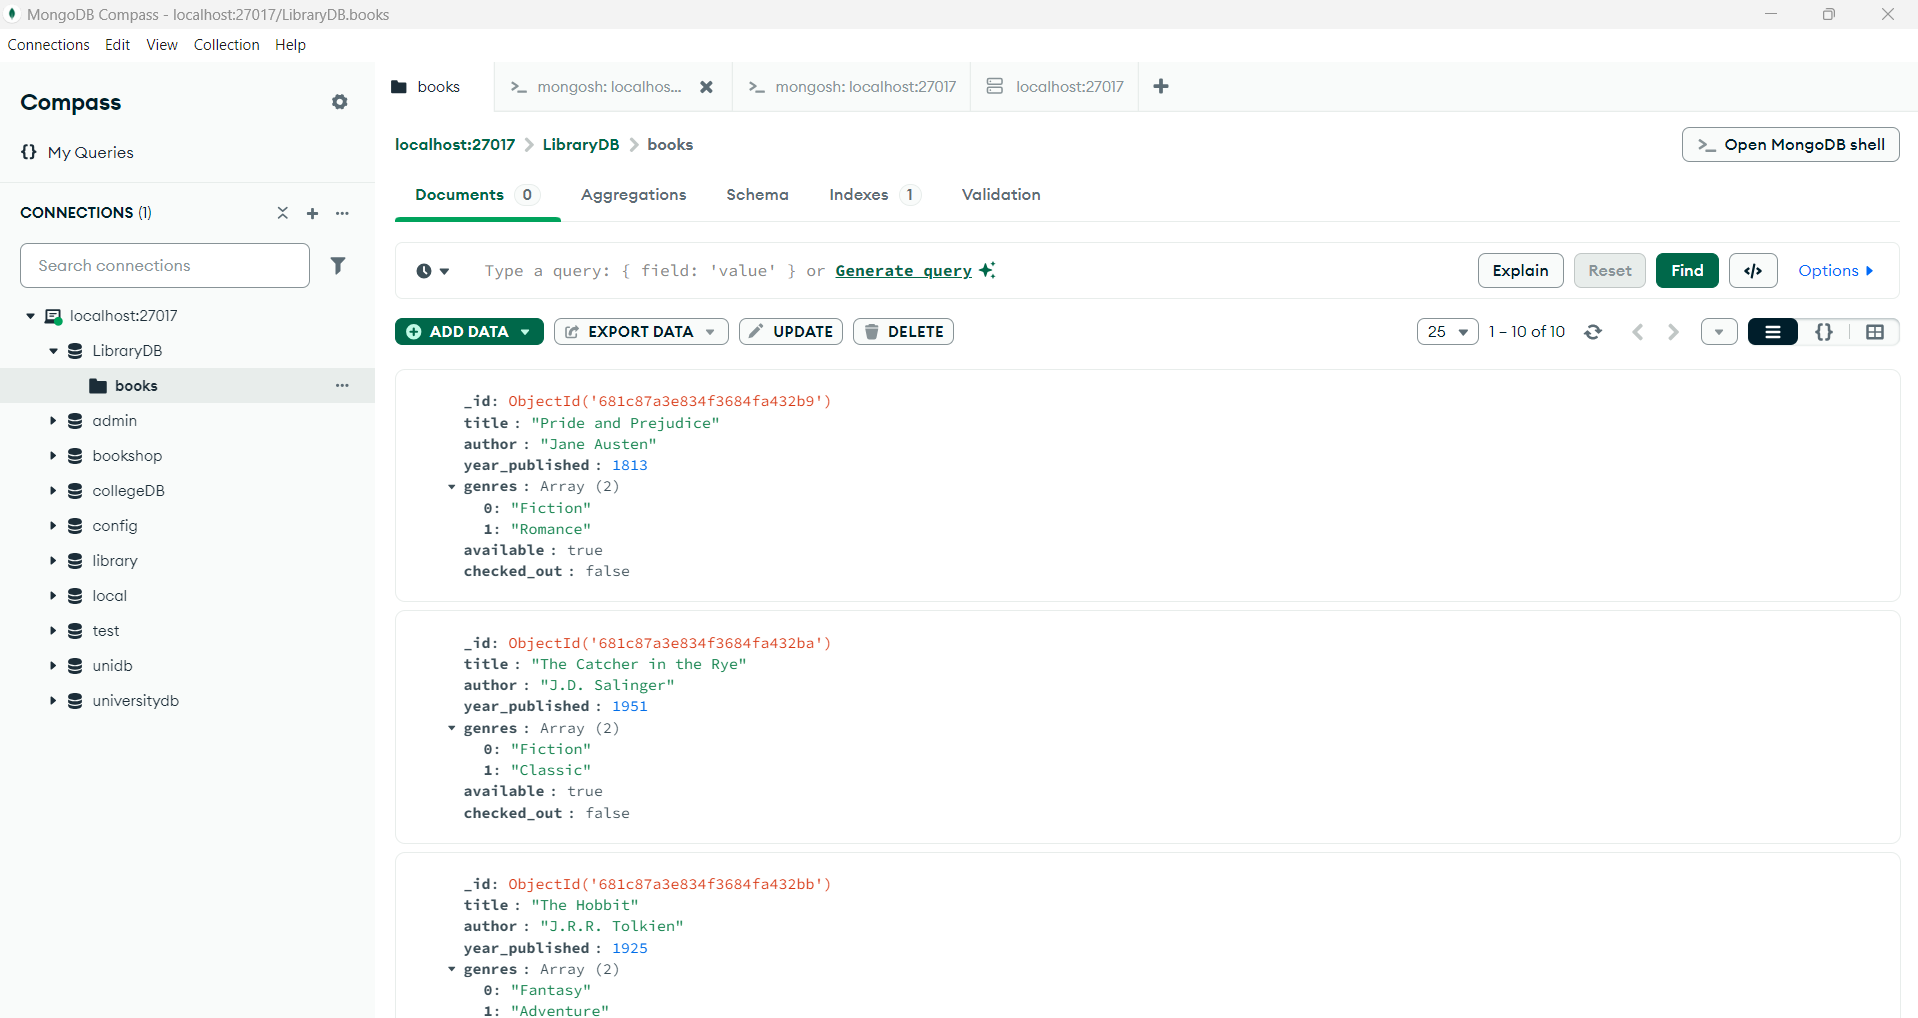 MongoDB Compass - localhost:27017/LibraryDB.books
Connections Edit View Collection Help
Compass
{} My Queries
CONNECTIONS (1)
Search connections
localhost:27017
LibraryDB
books
admin
bookshop
collegeDB
config
library
local
test
unidb
universitydb
books
mongosh: localhos...
mongosh: localhost:27017
localhost:27017
localhost:27017 > LibraryDB > books
>_ Open MongoDB shell
Documents 0 Aggregations Schema Indexes 1 Validation
Type a query: { field: 'value' } or Generate query
Explain Reset Find </> Options
ADD DATA EXPORT DATA UPDATE DELETE
25 1 – 10 of 10 {}
_id: ObjectId('681c87a3e834f3684fa432b9')
title : "Pride and Prejudice"
author : "Jane Austen"
year_published : 1813
genres : Array (2)
0: "Fiction"
1: "Romance"
available : true
checked_out : false
_id: ObjectId('681c87a3e834f3684fa432ba')
title : "The Catcher in the Rye"
author : "J.D. Salinger"
year_published : 1951
genres : Array (2)
0: "Fiction"
1: "Classic"
available : true
checked_out : false
_id: ObjectId('681c87a3e834f3684fa432bb')
title : "The Hobbit"
author : "J.R.R. Tolkien"
year_published : 1925
genres : Array (2)
0: "Fantasy"
1: "Adventure"